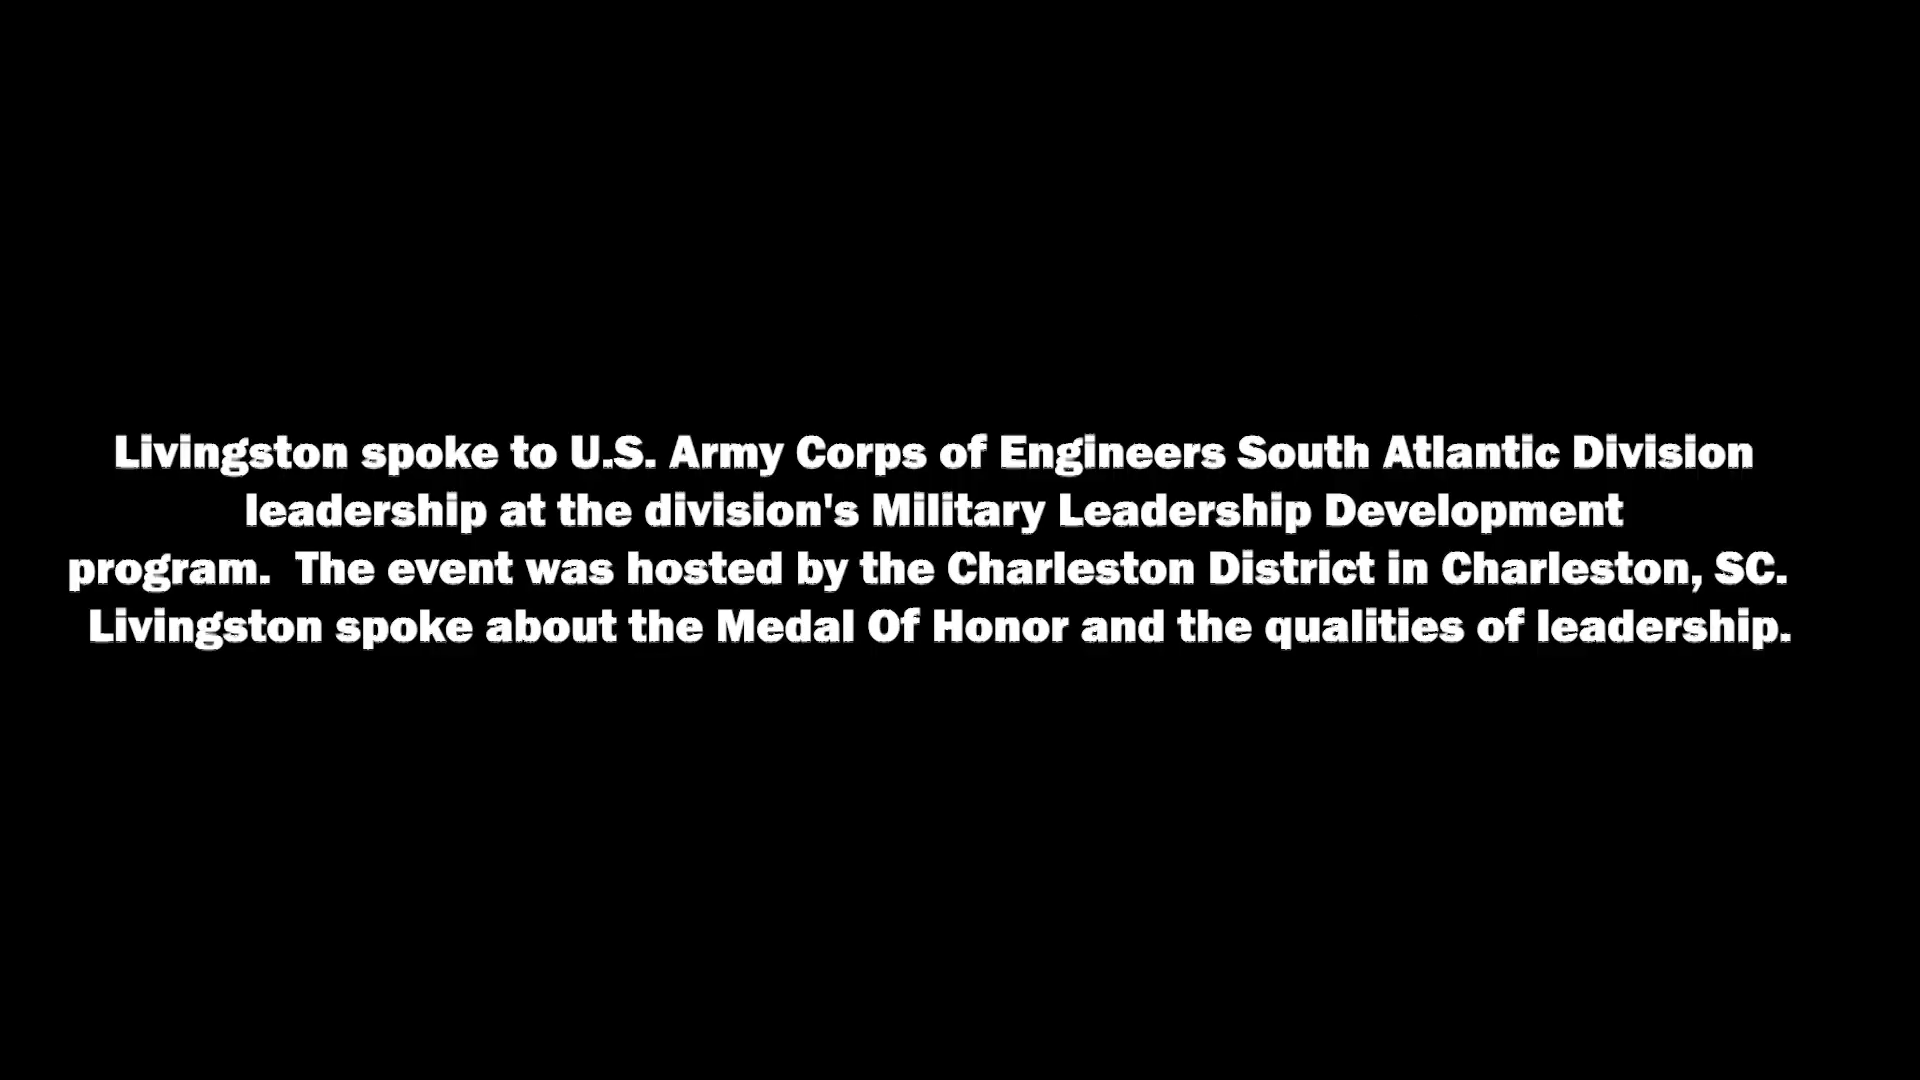 Livingston spoke to U.S. Army Corps of Engineers South Atlantic Division
leadership at the division's Military Leadership Development
program.  The event was hosted by the Charleston District in Charleston, SC.
Livingston spoke about the Medal Of Honor and the qualities of leadership.